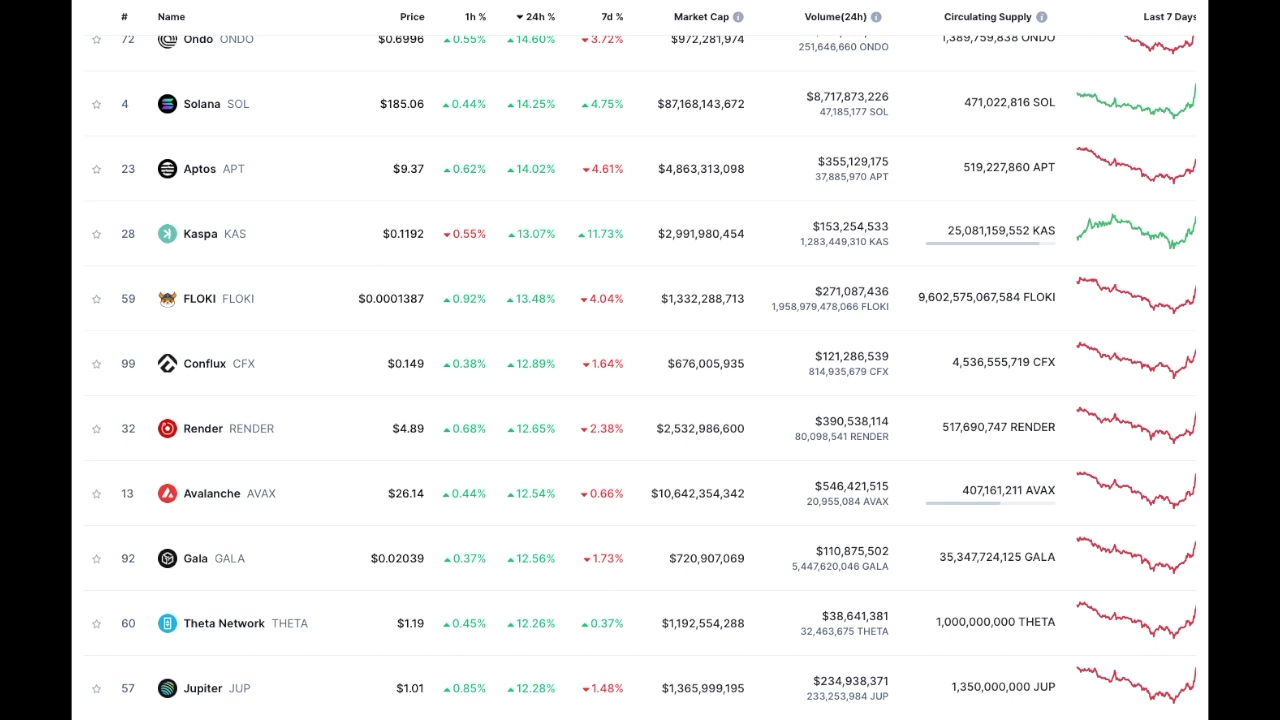 # Name Price 1h % 24h % 7d % Market Cap Volume(24h) Circulating Supply Last 7 Days
72 Ondo ONDO $0.6996 0.55% 14.60% 3.72% $972,281,974 1,389,759,838 ONDO
251,646,660 ONDO
4 Solana SOL $185.06 0.44% 14.25% 4.75% $87,168,143,672 $8,717,873,226 471,022,816 SOL
47,185,177 SOL
23 Aptos APT $9.37 0.62% 14.02% 4.61% $4,863,313,098 $355,129,175 519,227,860 APT
37,885,970 APT
28 Kaspa KAS $0.1192 0.55% 13.07% 11.73% $2,991,980,454 $153,254,533 25,081,159,552 KAS
1,283,449,310 KAS
59 FLOKI FLOKI $0.0001387 0.92% 13.48% 4.04% $1,332,288,713 $271,087,436 9,602,575,067,584 FLOKI
1,958,979,478,066 FLOKI
99 Conflux CFX $0.149 0.38% 12.89% 1.64% $676,005,935 $121,286,539 4,536,555,719 CFX
814,935,679 CFX
32 Render RENDER $4.89 0.68% 12.65% 2.38% $2,532,986,600 $390,538,114 517,690,747 RENDER
80,098,541 RENDER
13 Avalanche AVAX $26.14 0.44% 12.54% 0.66% $10,642,354,342 $546,421,515 407,161,211 AVAX
20,955,084 AVAX
92 Gala GALA $0.02039 0.37% 12.56% 1.73% $720,907,069 $110,875,502 35,347,724,125 GALA
5,447,620,046 GALA
60 Theta Network THETA $1.19 0.45% 12.26% 0.37% $1,192,554,288 $38,641,381 1,000,000,000 THETA
32,463,675 THETA
57 Jupiter JUP $1.01 0.85% 12.28% 1.48% $1,365,999,195 $234,938,371 1,350,000,000 JUP
233,253,984 JUP